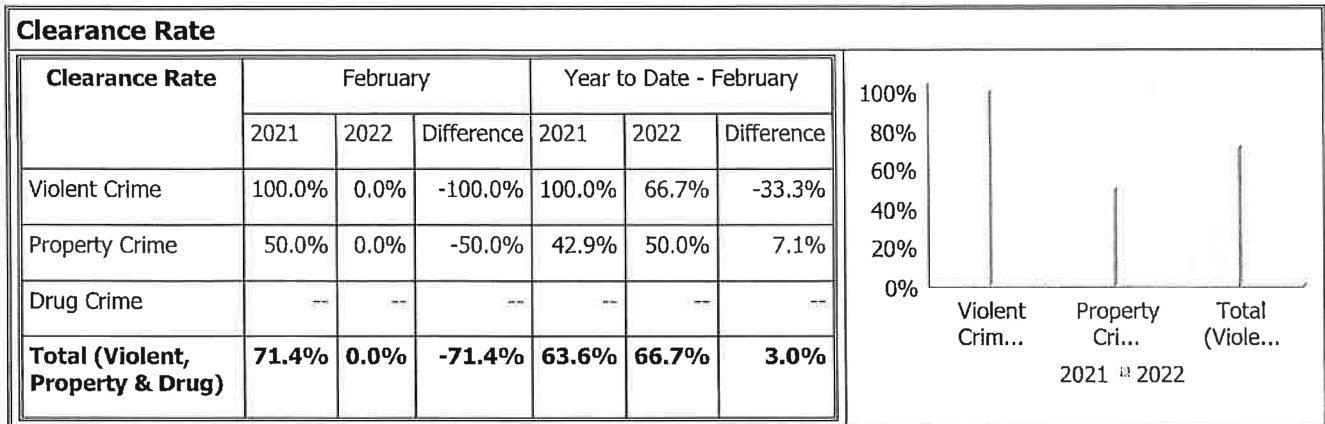 Clearance Rate
Clearance Rate February Year to Date - February
2021 2022 Difference 2021 2022 Difference
Violent Crime 100.0% 0.0% -100.0% 100.0% 66.7% -33.3%
Property Crime 50.0% 0.0% -50.0% 42.9% 50.0% 7.1%
Drug Crime -- -- -- -- -- --
Total (Violent, 71.4% 0.0% -71.4% 63.6% 66.7% 3.0%
Property & Drug)
100%
80%
60%
40%
20%
0%
Violent Property Total
Crim... Cri... (Viole...
2021 2022